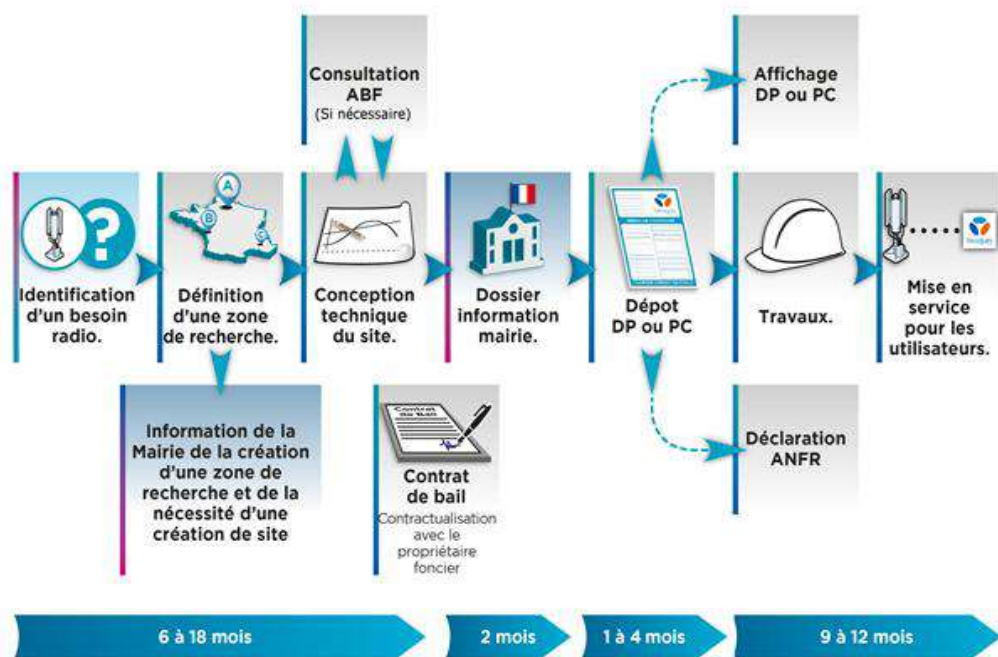 Consultation
ABF
(Si nécessaire)
Affichage
DP ou PC
A
B
C
?
Identification
d'un besoin
radio.
Définition
d'une zone
de recherche.
Conception
technique
du site.
Dossier
information
mairie.
Dépot
DP ou PC
Travaux.
Mise en
service
pour les
utilisateurs.
Information de la
Mairie de la création
d'une zone de
recherche et de la
nécessité d'une
création de site
Contrat
de Bail
Contrat
de bail
Contractualisation
avec le
propriétaire
foncier
Déclaration
ANFR
6 à 18 mois
2 mois
1 à 4 mois
9 à 12 mois